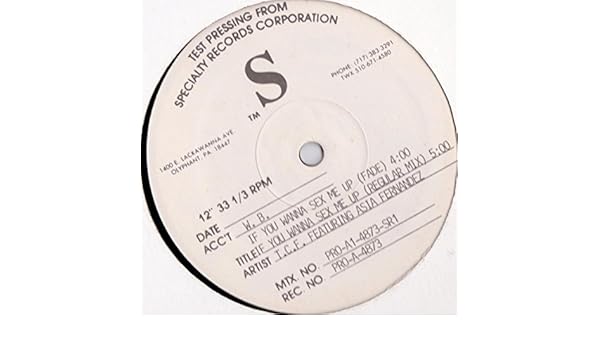 TEST PRESSING FROM
SPECIALTY RECORDS CORPORATION
S
TM
PHONE: (717) 383-3291
TWX 510-671-4580
1400 E. LACKAWANNA AVE.
OLYPHANT, PA. 18447
12" 33 1/3 RPM
DATE
ACC'T W.B.
IF YOU WANNA SEX ME UP (FADE) 4:00
TITLE IF YOU WANNA SEX ME UP (REGULAR MIX) 5:00
ARTIST T.C.F. FEATURING ASIA FERNANDEZ
MTX. NO. PRO-A1-4873-SR1
REC. NO. PRO-A-4873